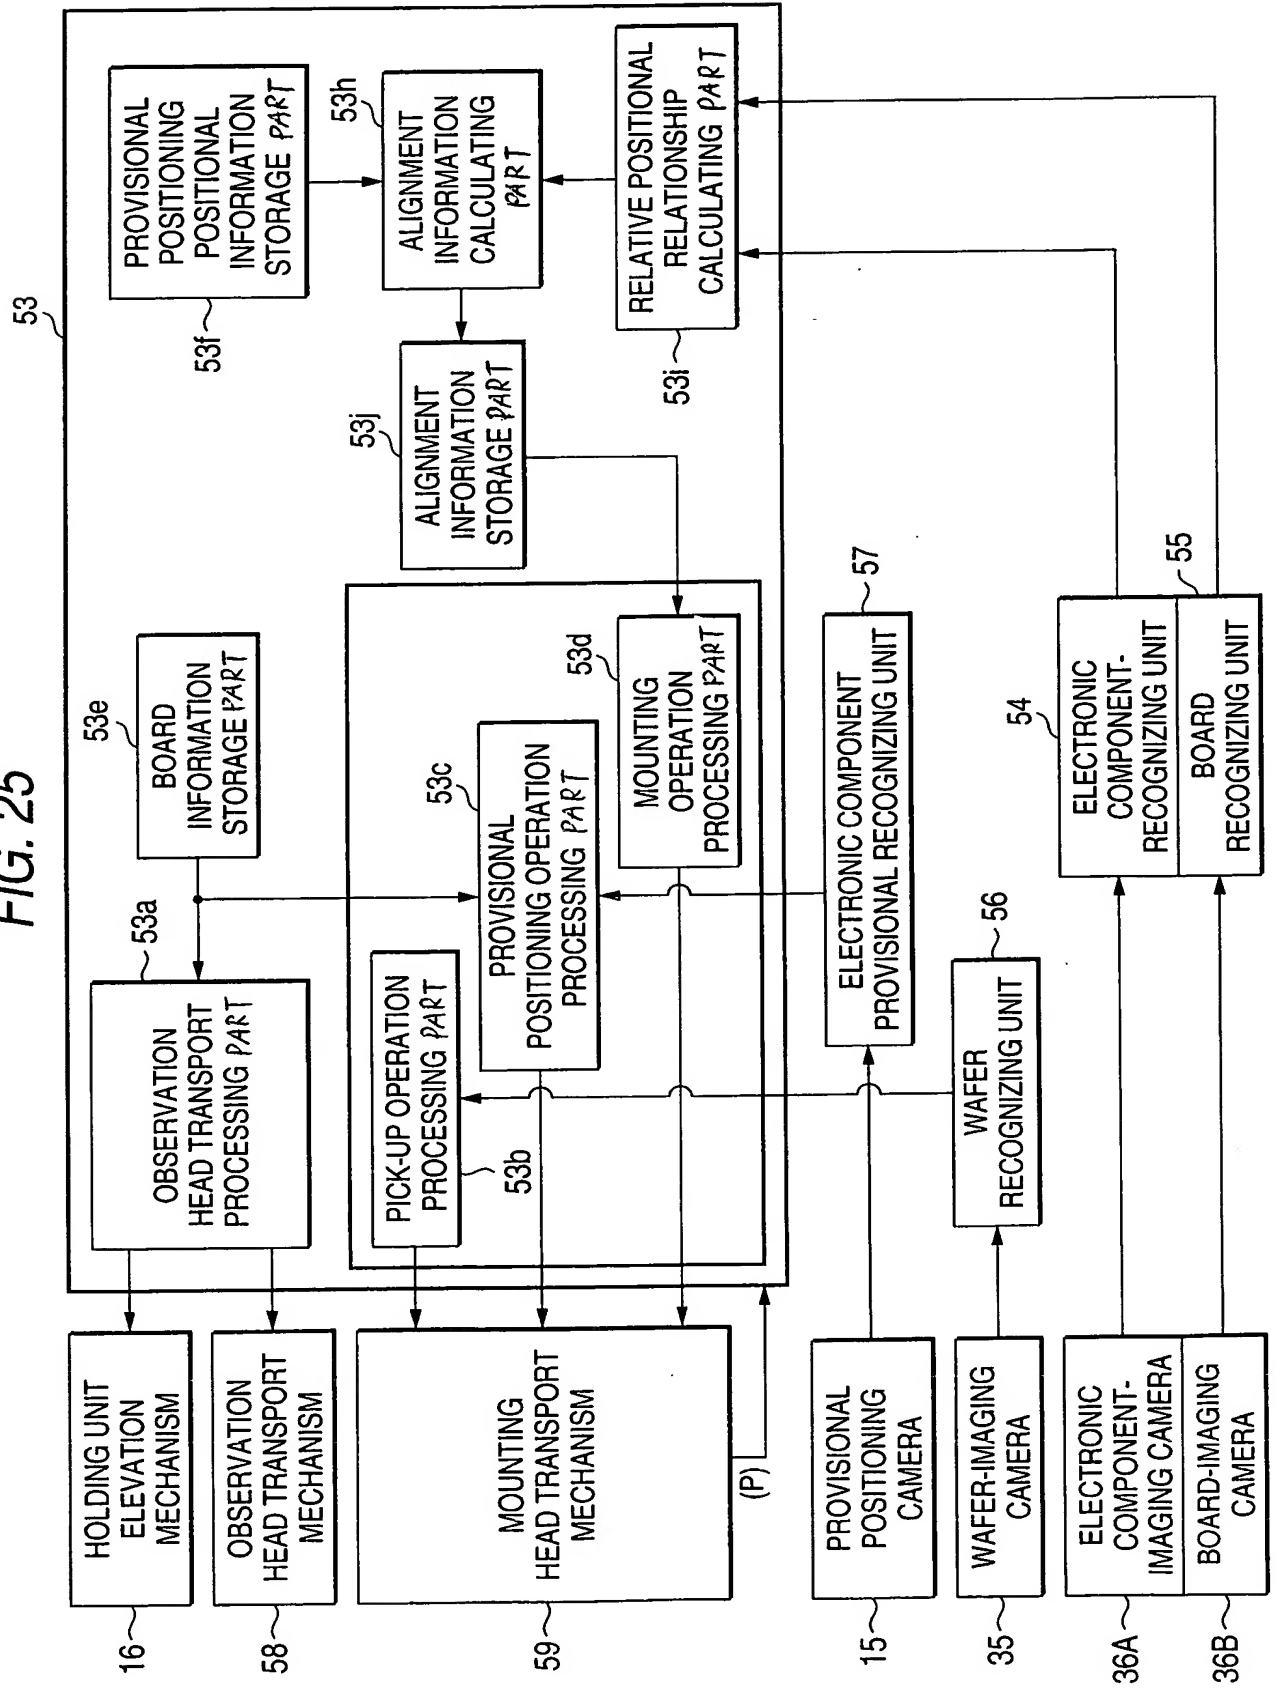 FIG. 25
53
PROVISIONAL
POSITIONING
POSITIONAL
INFORMATION
STORAGE PART
53f
53h
ALIGNMENT
INFORMATION
CALCULATING
PART
RELATIVE POSITIONAL
RELATIONSHIP
CALCULATING PART
53i
53j
ALIGNMENT
INFORMATION
STORAGE PART
53e
BOARD
INFORMATION
STORAGE PART
53a
OBSERVATION
HEAD TRANSPORT
PROCESSING PART
53c
PROVISIONAL
POSITIONING OPERATION
PROCESSING PART
53d
MOUNTING
OPERATION
PROCESSING PART
PICK-UP OPERATION
PROCESSING PART
53b
57
ELECTRONIC COMPONENT
PROVISIONAL RECOGNIZING UNIT
56
WAFER
RECOGNIZING UNIT
54
ELECTRONIC
COMPONENT-
RECOGNIZING UNIT
55
BOARD
RECOGNIZING UNIT
HOLDING UNIT
ELEVATION
MECHANISM
16
OBSERVATION
HEAD TRANSPORT
MECHANISM
58
MOUNTING
HEAD TRANSPORT
MECHANISM
59
(P)
PROVISIONAL
POSITIONING
CAMERA
15
WAFER-IMAGING
CAMERA
35
ELECTRONIC
COMPONENT-
IMAGING CAMERA
36A
BOARD-IMAGING
CAMERA
36B